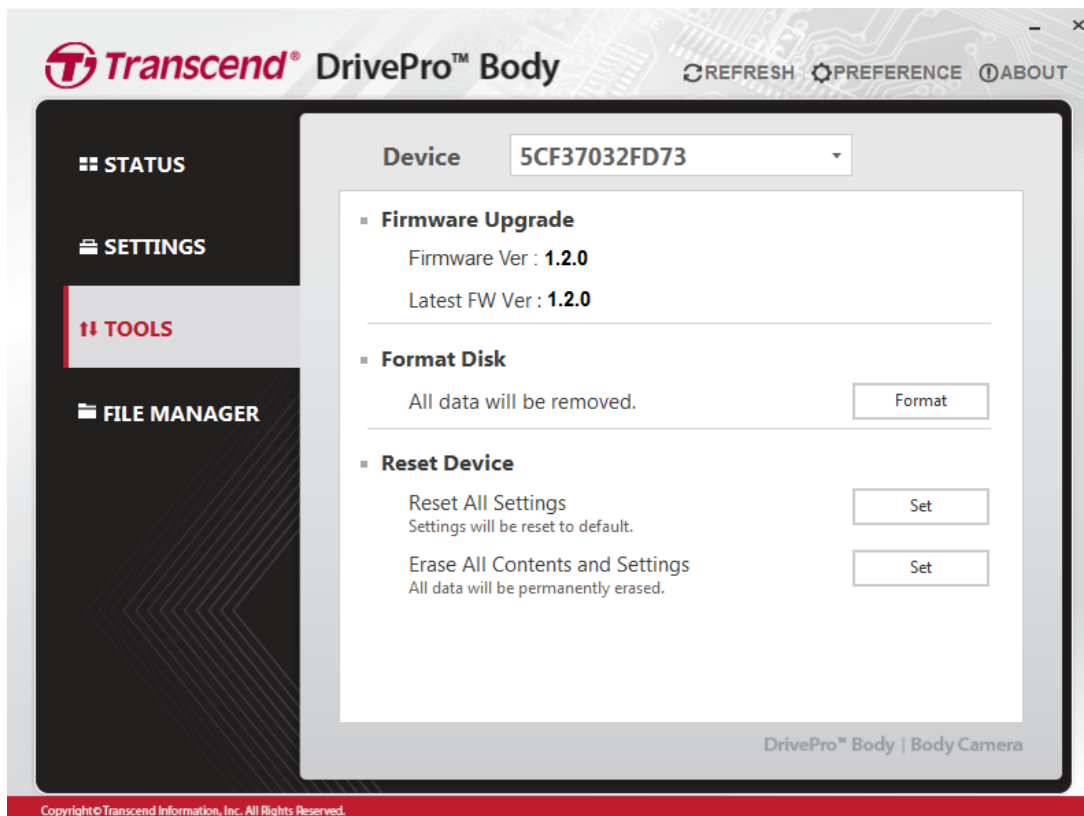 Transcend® DrivePro™ Body
REFRESH PREFERENCE ABOUT
STATUS
SETTINGS
TOOLS
FILE MANAGER
Device 5CF37032FD73
Firmware Upgrade
Firmware Ver : 1.2.0
Latest FW Ver : 1.2.0
Format Disk
All data will be removed. Format
Reset Device
Reset All Settings Set
Settings will be reset to default.
Erase All Contents and Settings Set
All data will be permanently erased.
DrivePro™ Body | Body Camera
Copyright©Transcend Information, Inc. All Rights Reserved.